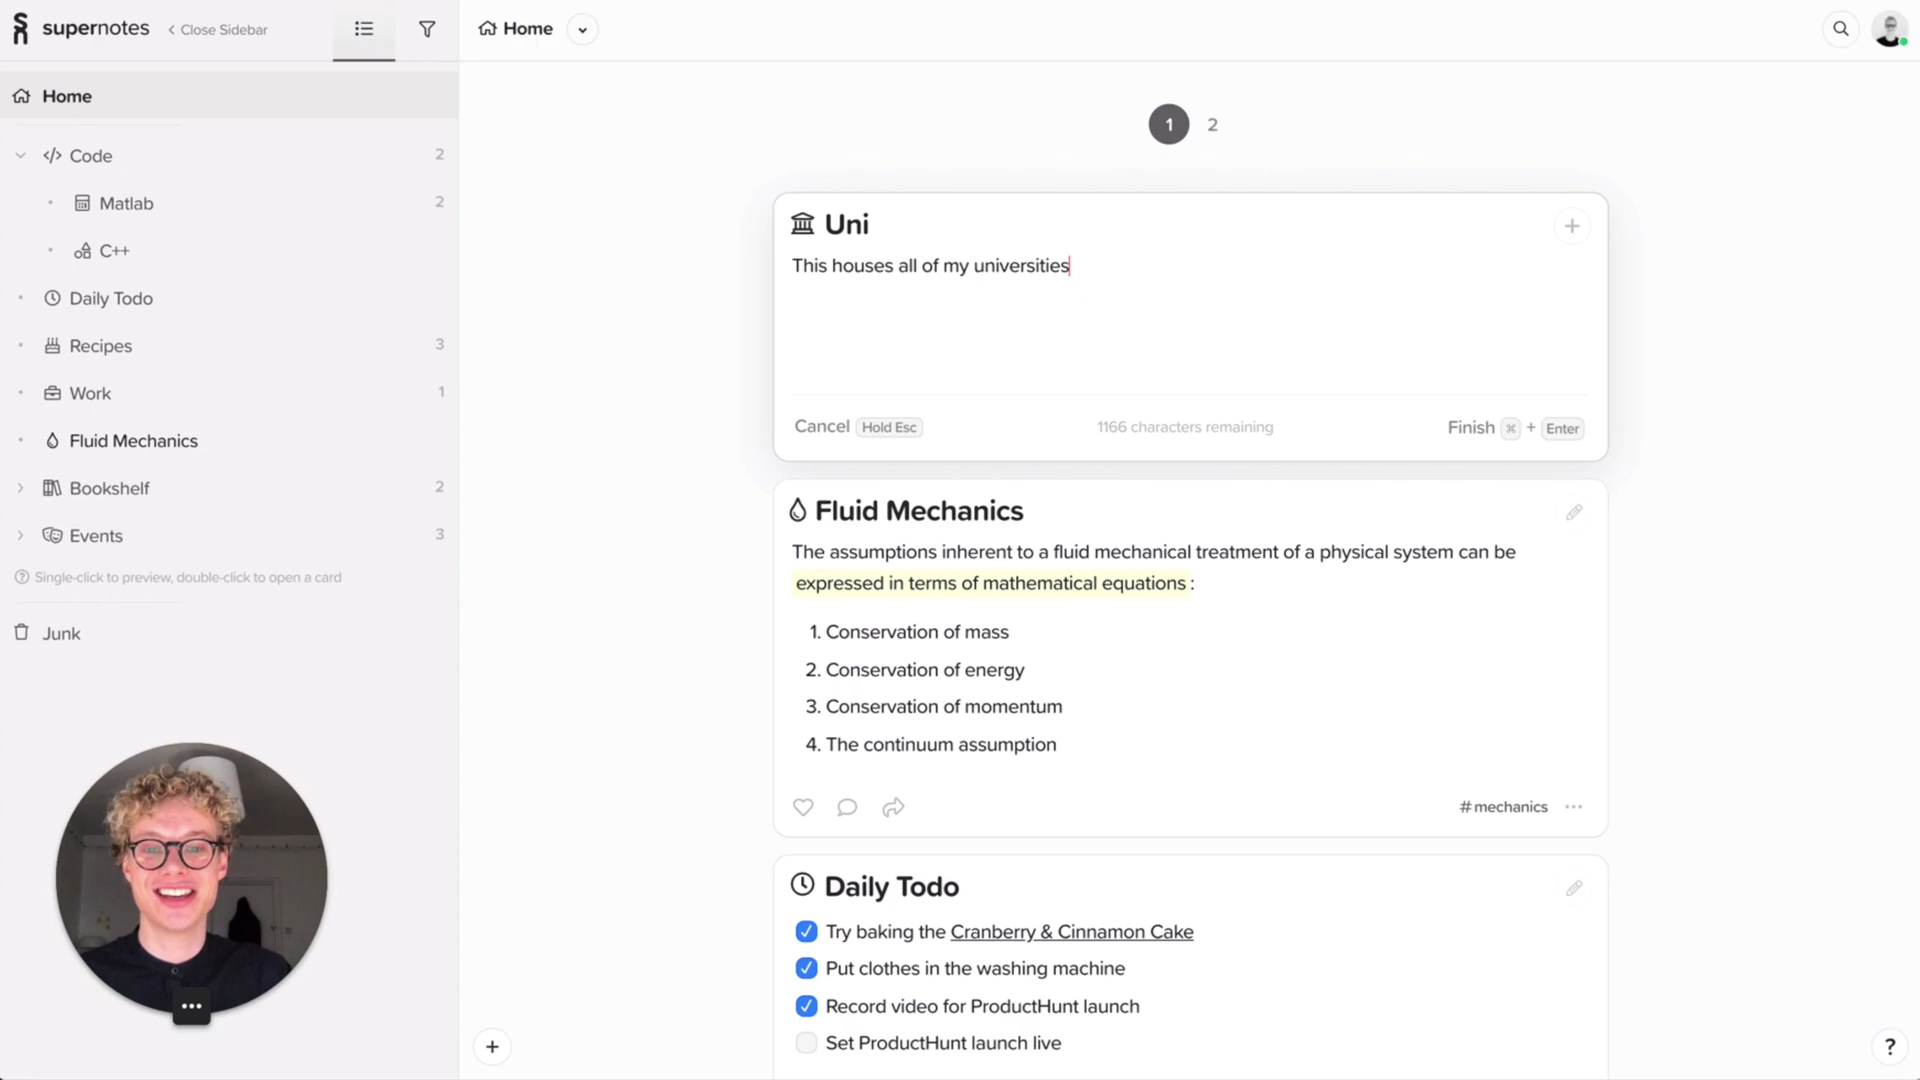 supernotes
Close Sidebar
Home
Home
Code 2
Matlab 2
C++
Daily Todo
Recipes 3
Work 1
Fluid Mechanics
Bookshelf 2
Events 3
Single-click to preview, double-click to open a card
Junk
1 2
Uni
This houses all of my universities
Cancel Hold Esc 1166 characters remaining Finish ⌘ + Enter
Fluid Mechanics
The assumptions inherent to a fluid mechanical treatment of a physical system can be
expressed in terms of mathematical equations :
1. Conservation of mass
2. Conservation of energy
3. Conservation of momentum
4. The continuum assumption
#mechanics
Daily Todo
Try baking the Cranberry & Cinnamon Cake
Put clothes in the washing machine
Record video for ProductHunt launch
Set ProductHunt launch live
?